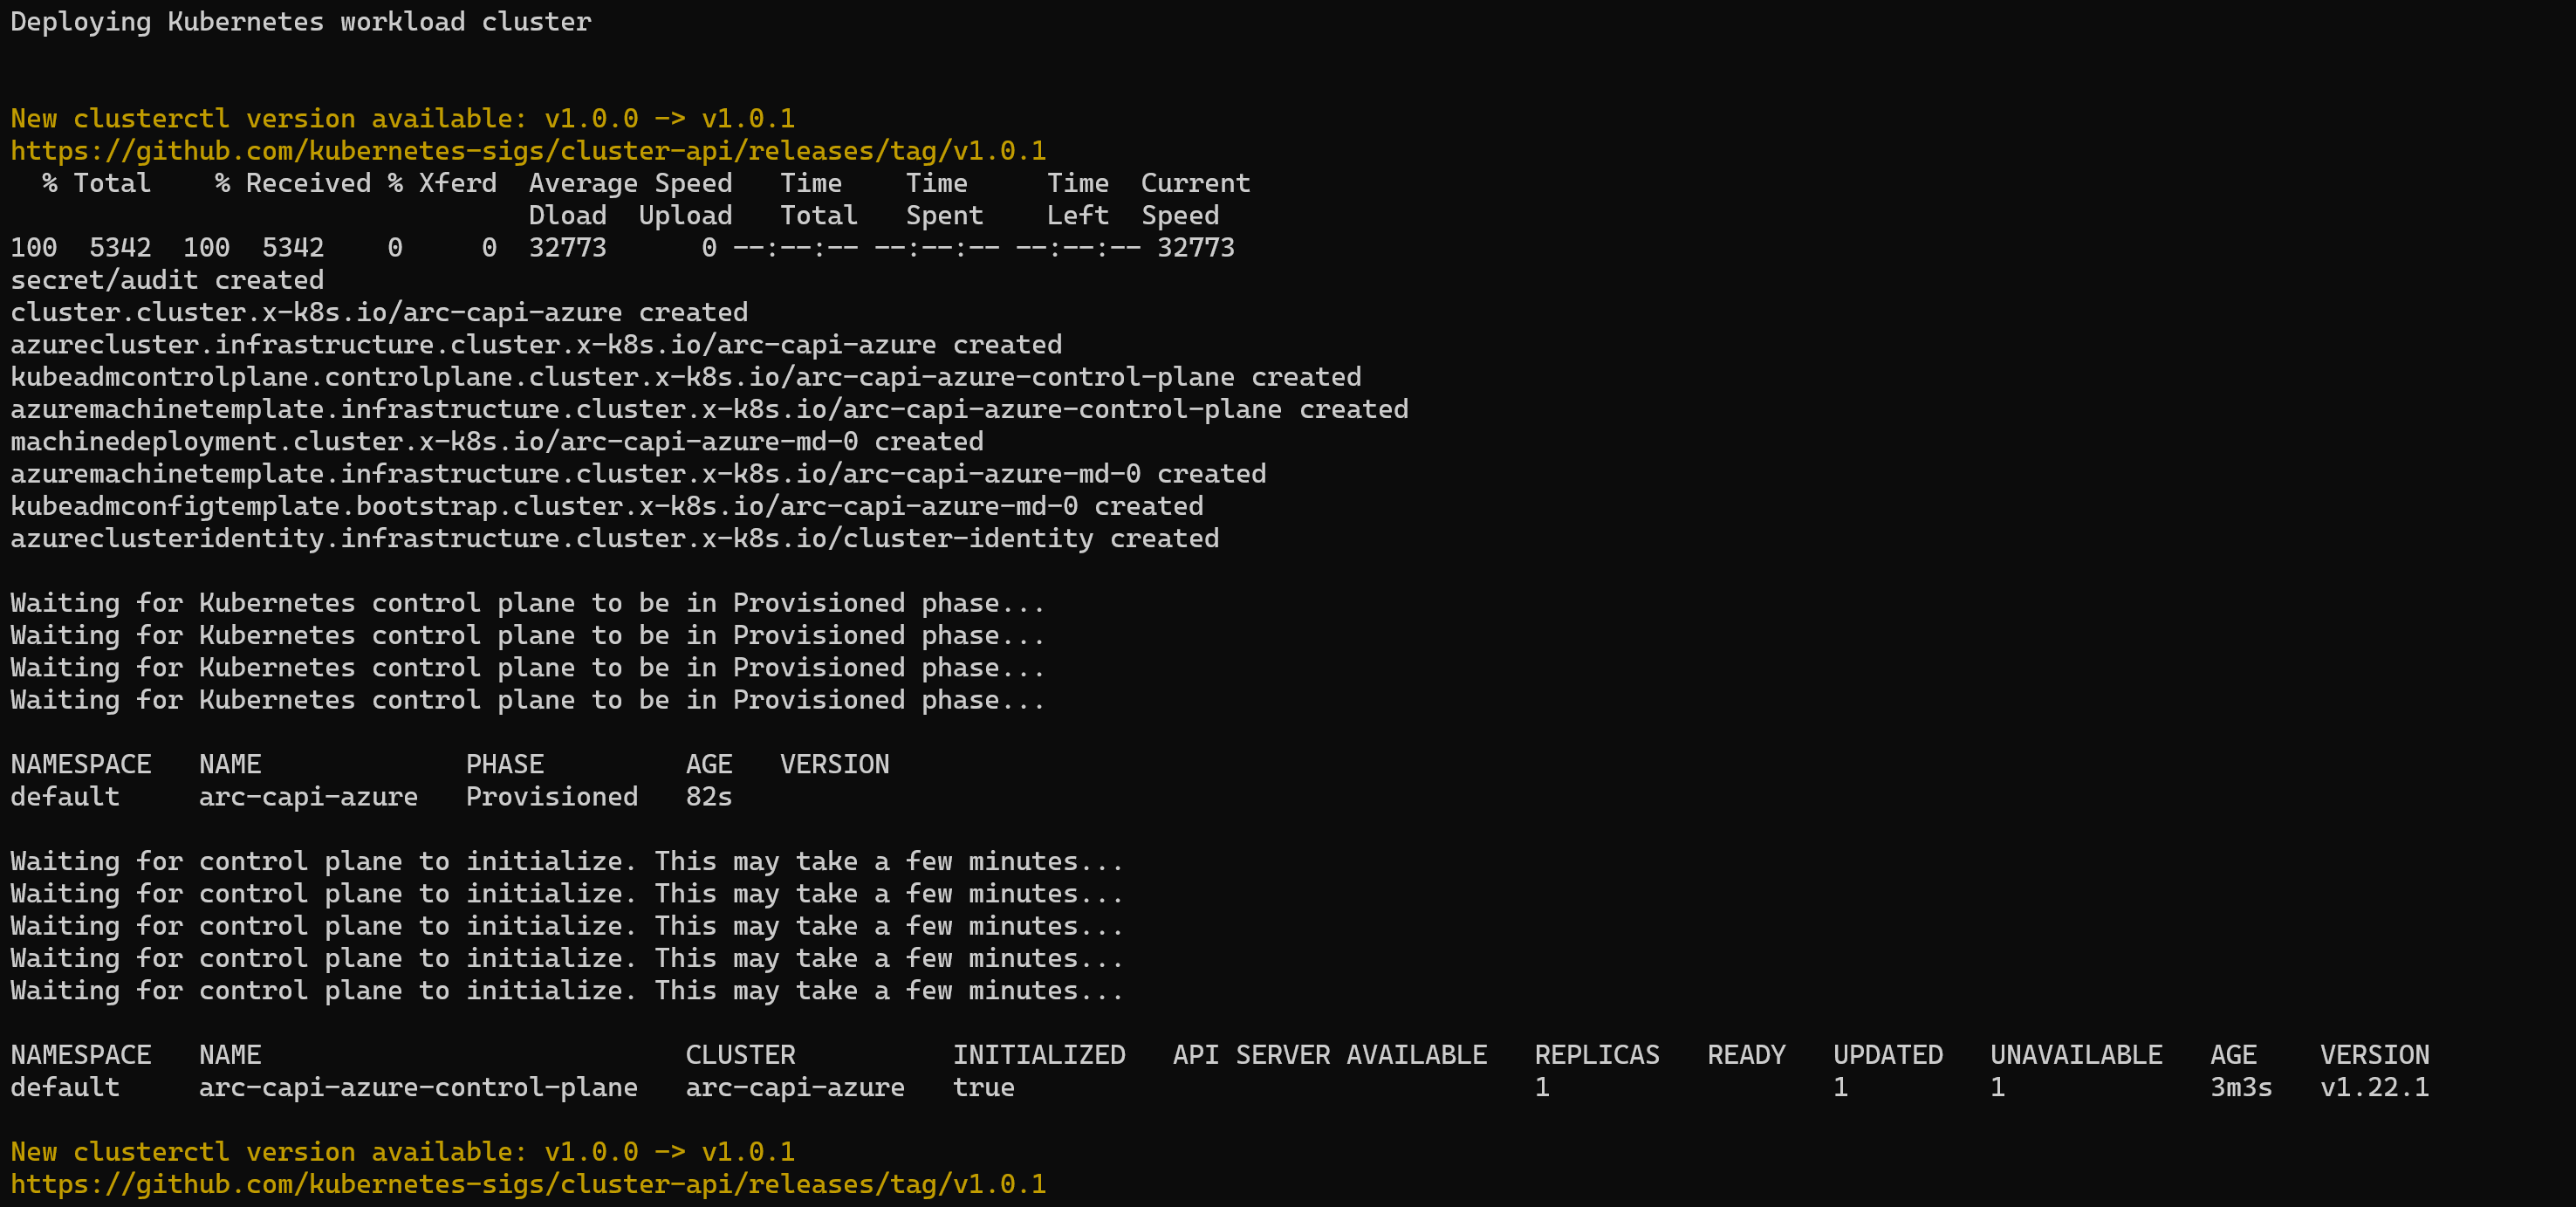 Deploying Kubernetes workload cluster
New clusterctl version available: v1.0.0 -> v1.0.1
https://github.com/kubernetes-sigs/cluster-api/releases/tag/v1.0.1
  % Total    % Received % Xferd  Average Speed   Time    Time     Time  Current
                                 Dload  Upload   Total   Spent    Left  Speed
100  5342  100  5342    0     0  32773      0 --:--:-- --:--:-- --:--:-- 32773
secret/audit created
cluster.cluster.x-k8s.io/arc-capi-azure created
azurecluster.infrastructure.cluster.x-k8s.io/arc-capi-azure created
kubeadmcontrolplane.controlplane.cluster.x-k8s.io/arc-capi-azure-control-plane created
azuremachinetemplate.infrastructure.cluster.x-k8s.io/arc-capi-azure-control-plane created
machinedeployment.cluster.x-k8s.io/arc-capi-azure-md-0 created
azuremachinetemplate.infrastructure.cluster.x-k8s.io/arc-capi-azure-md-0 created
kubeadmconfigtemplate.bootstrap.cluster.x-k8s.io/arc-capi-azure-md-0 created
azureclusteridentity.infrastructure.cluster.x-k8s.io/cluster-identity created
Waiting for Kubernetes control plane to be in Provisioned phase...
Waiting for Kubernetes control plane to be in Provisioned phase...
Waiting for Kubernetes control plane to be in Provisioned phase...
Waiting for Kubernetes control plane to be in Provisioned phase...
NAMESPACE   NAME             PHASE         AGE   VERSION
default     arc-capi-azure   Provisioned   82s
Waiting for control plane to initialize. This may take a few minutes...
Waiting for control plane to initialize. This may take a few minutes...
Waiting for control plane to initialize. This may take a few minutes...
Waiting for control plane to initialize. This may take a few minutes...
Waiting for control plane to initialize. This may take a few minutes...
NAMESPACE   NAME                           CLUSTER          INITIALIZED   API SERVER AVAILABLE   REPLICAS   READY   UPDATED   UNAVAILABLE   AGE    VERSION
default     arc-capi-azure-control-plane   arc-capi-azure   true                                 1                  1         1             3m3s   v1.22.1
New clusterctl version available: v1.0.0 -> v1.0.1
https://github.com/kubernetes-sigs/cluster-api/releases/tag/v1.0.1